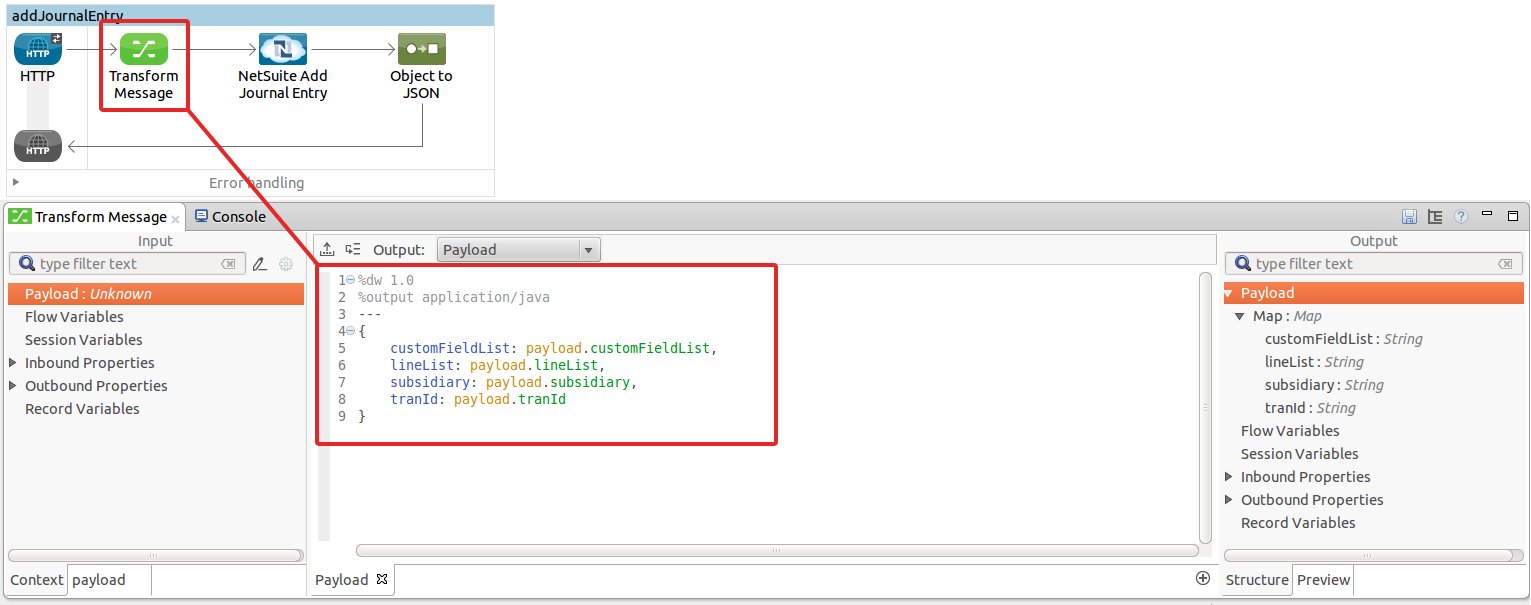 addJournalEntry
HTTP
HTTP
Transform
Message
NetSuite Add
Journal Entry
Object to
JSON
HTTP
Error handling
Transform Message
Console
Input
type filter text
Payload : Unknown
Flow Variables
Session Variables
Inbound Properties
Outbound Properties
Record Variables
Context
payload
Output: Payload
1 %dw 1.0
2 %output application/java
3 ---
4 {
5 customFieldList: payload.customFieldList,
6 lineList: payload.lineList,
7 subsidiary: payload.subsidiary,
8 tranId: payload.tranId
9 }
Payload
Output
type filter text
Payload
Map : Map
customFieldList : String
lineList : String
subsidiary : String
tranId : String
Flow Variables
Session Variables
Inbound Properties
Outbound Properties
Record Variables
Structure
Preview